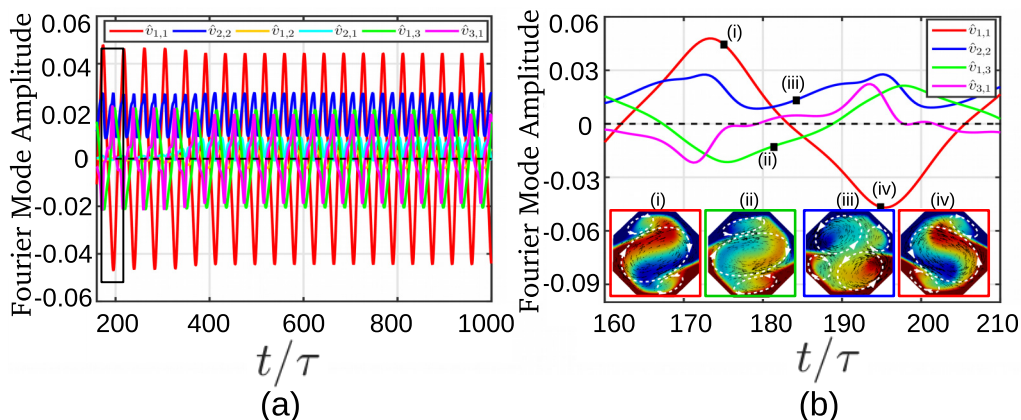 Fourier Mode Amplitude
0.06
0.04
0.02
0
-0.02
-0.04
-0.06
v̂1,1 v̂2,2 v̂1,2 v̂2,1 v̂1,3 v̂3,1
200 400 600 800 1000
t/τ
(a)
Fourier Mode Amplitude
0.06
0.03
0
-0.03
-0.06
-0.09
v̂1,1
v̂2,2
v̂1,3
v̂3,1
(i)
(iii)
(ii)
(iv)
(i) (ii) (iii) (iv)
160 170 181 190 200 210
t/τ
(b)